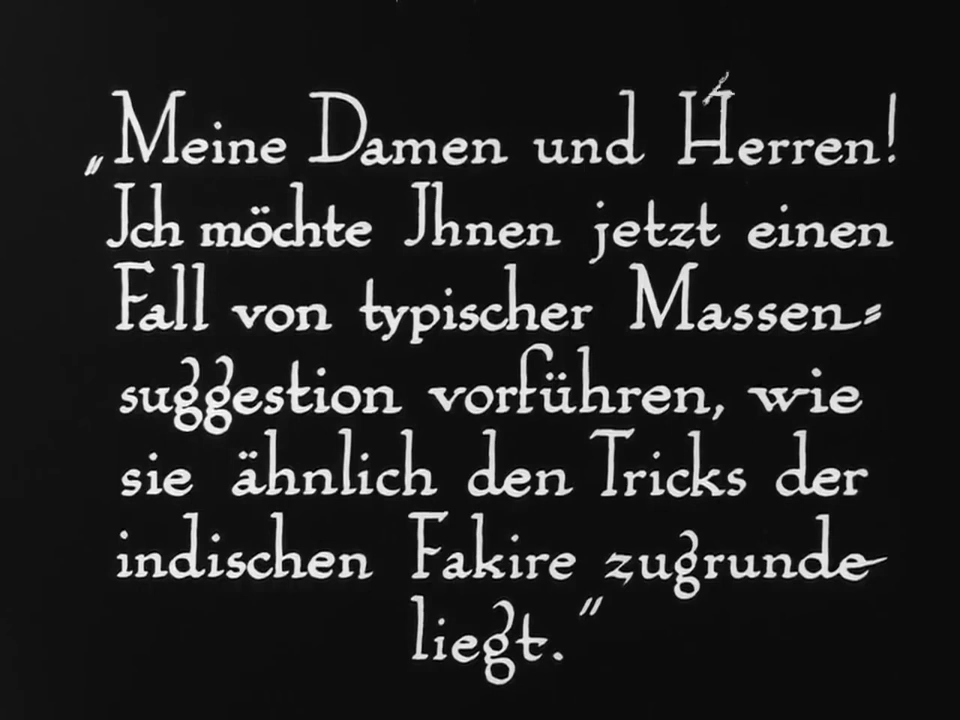 „Meine Damen und Herren!
Ich möchte Ihnen jetzt einen
Fall von typischer Massen-
suggestion vorführen, wie
sie ähnlich den Tricks der
indischen Fakire zugrunde
liegt.“